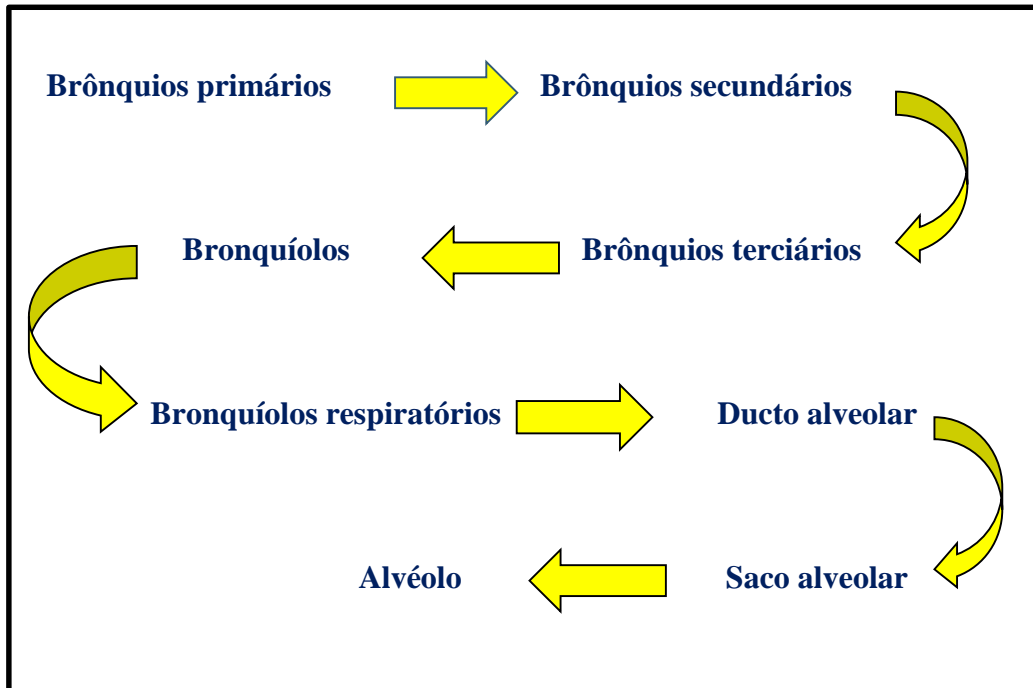 Brônquios primários
Brônquios secundários
Brônquios terciários
Bronquíolos
Bronquíolos respiratórios
Ducto alveolar
Saco alveolar
Alvéolo